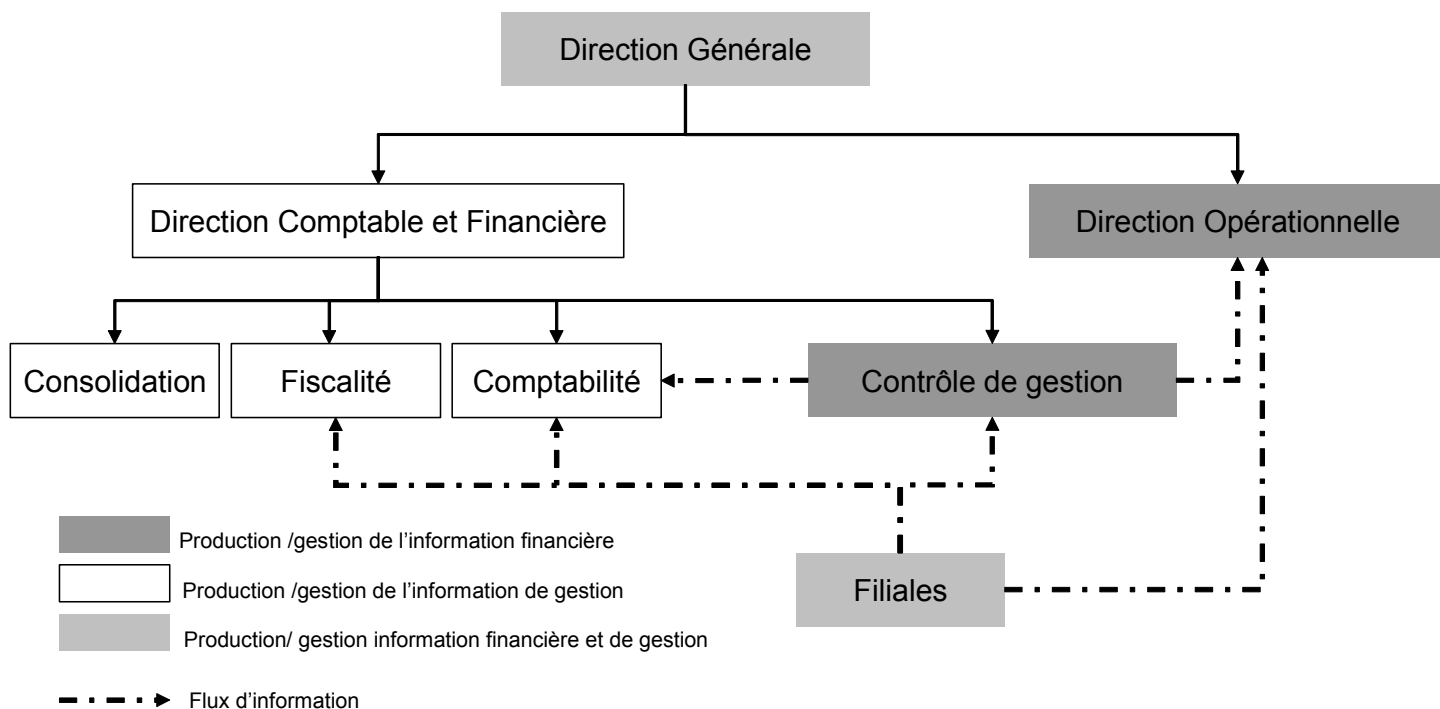 Direction Générale
Direction Comptable et Financière
Direction Opérationnelle
Consolidation
Fiscalité
Comptabilité
Contrôle de gestion
Production /gestion de l’information financière
Production /gestion de l’information de gestion
Filiales
Production/ gestion information financière et de gestion
Flux d’information